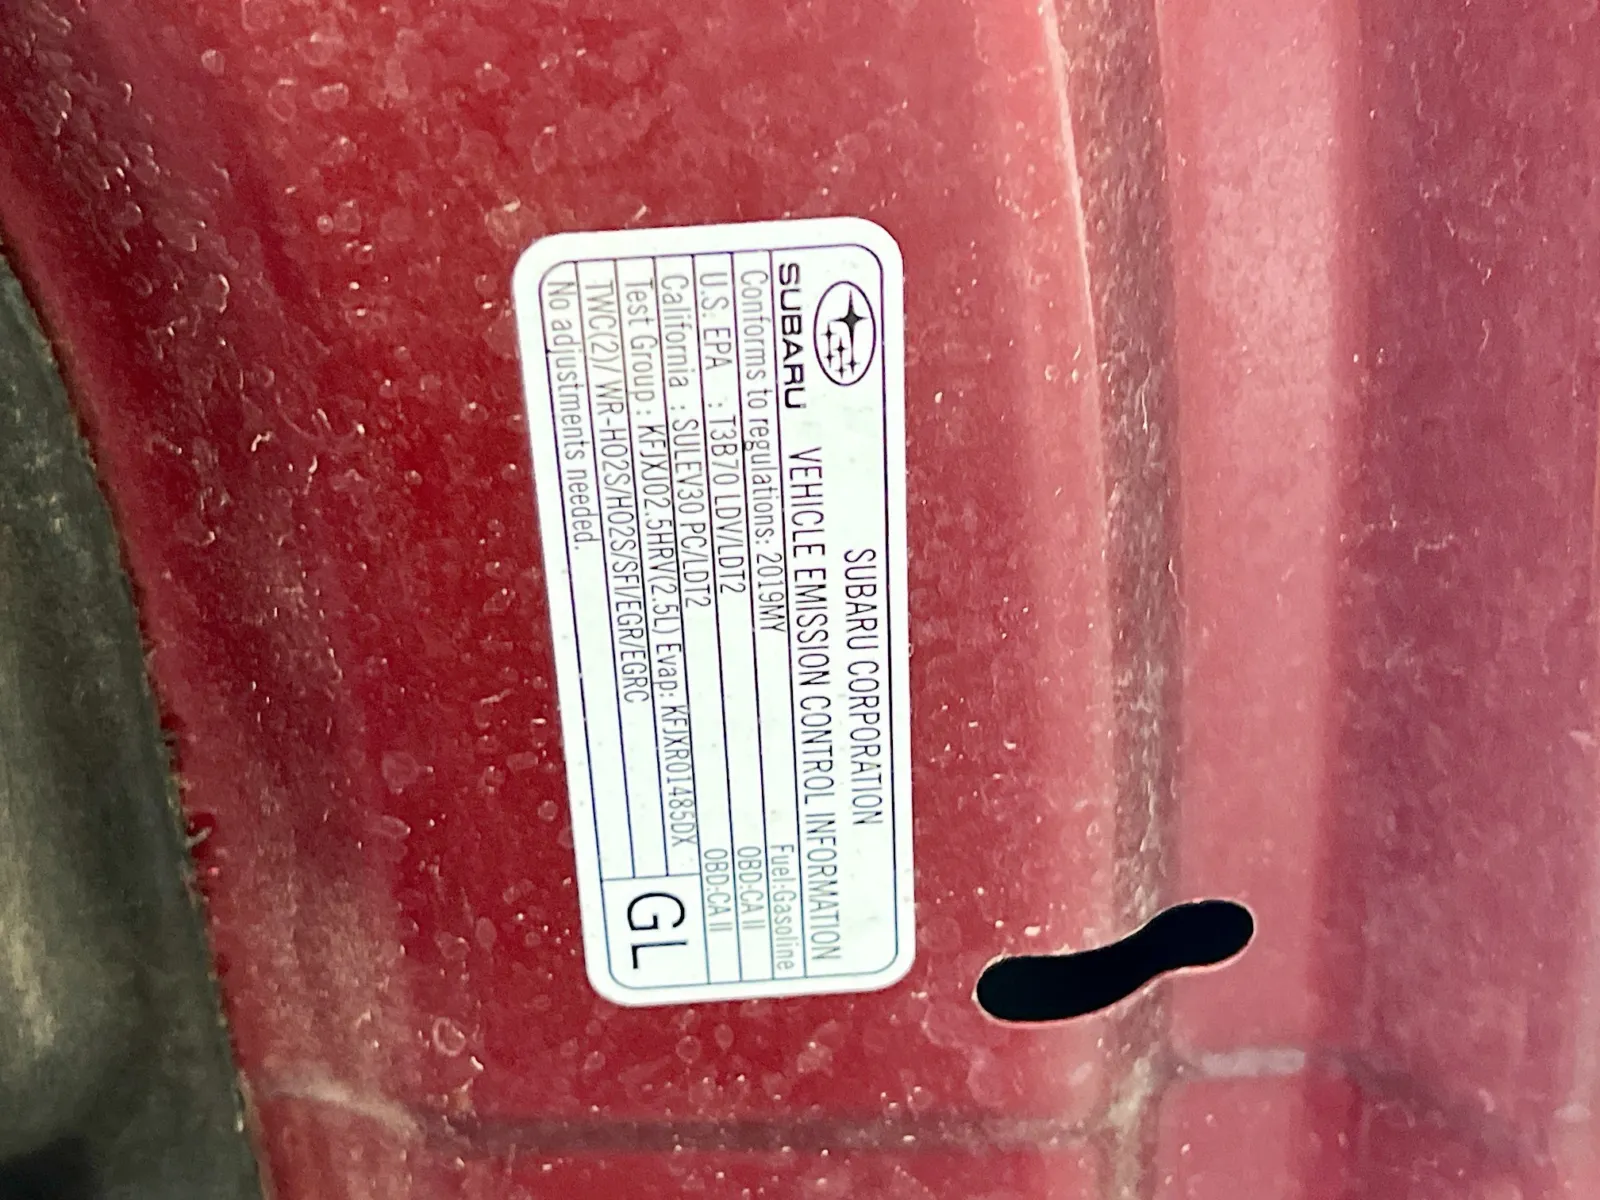 SUBARU CORPORATION
SUBARU VEHICLE EMISSION CONTROL INFORMATION
Conforms to regulations: 2019MY Fuel:Gasoline
U.S. EPA : T3B70 LDV/LDT2 OBD:CA II
California : SULEV30 PC/LDT2 OBD:CA II
Test Group : KFJXJ02.5HRV(2.5L) Evap: KFJXR01485DX
TWC(2)/ WR-HO2S/HO2S/SFI/EGR/EGRC
No adjustments needed.
GL